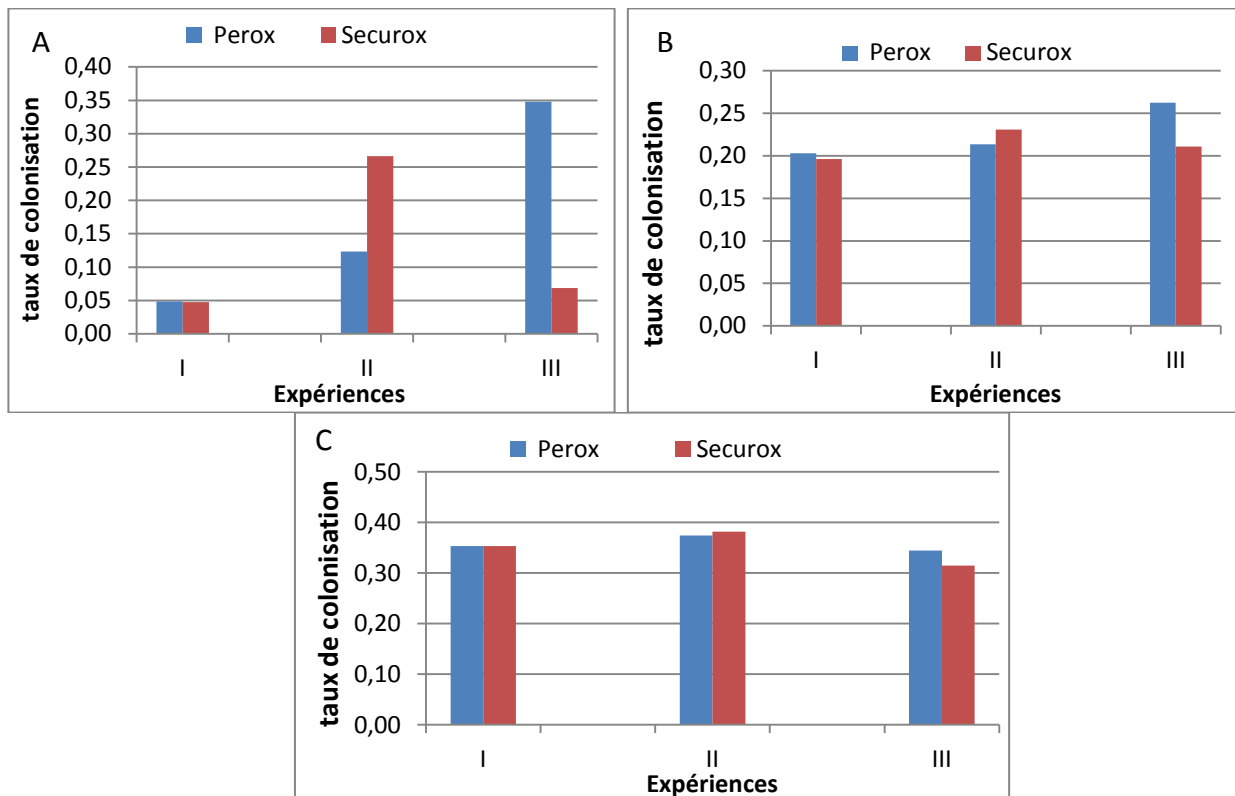 A
Perox Securox
taux de colonisation
0,40
0,35
0,30
0,25
0,20
0,15
0,10
0,05
0,00
I II III
Expériences
B
Perox Securox
taux de colonisation
0,30
0,25
0,20
0,15
0,10
0,05
0,00
I II III
Expériences
C
Perox Securox
taux de colonisation
0,50
0,40
0,30
0,20
0,10
0,00
I II III
Expériences